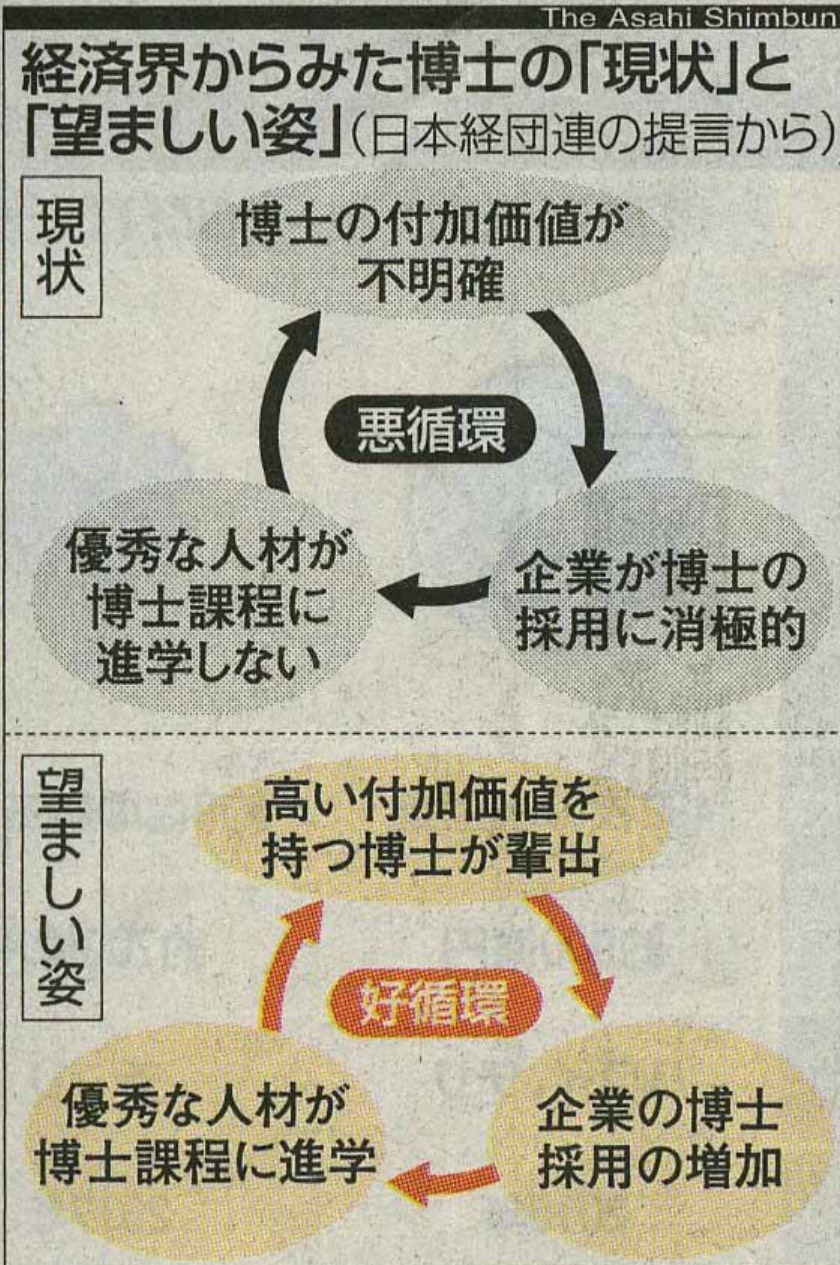 The Asahi Shimbun
経済界からみた博士の「現状」と
「望ましい姿」(日本経団連の提言から)
現状
博士の付加価値が
不明確
悪循環
企業が博士の
採用に消極的
優秀な人材が
博士課程に
進学しない
望ましい姿
高い付加価値を
持つ博士が輩出
好循環
企業の博士
採用の増加
優秀な人材が
博士課程に進学